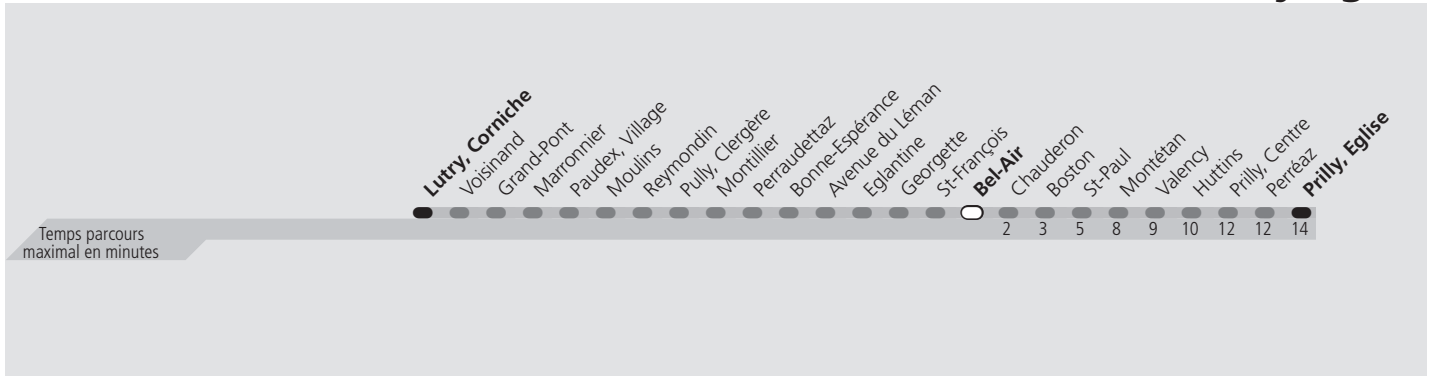 Lutry, Corniche
Voisinand
Grand-Pont
Marronnier
Paudex, Village
Moulins
Reymondin
Pully, Clergère
Montillier
Perraudettaz
Bonne-Espérance
Avenue du Léman
Eglantine
Georgette
St-François
Bel-Air
Chauderon
Boston
St-Paul
Montétan
Valency
Huttins
Prilly, Centre
Perréaz
Prilly, Eglise
Temps parcours
maximal en minutes
2 3 5 8 9 10 12 12 14